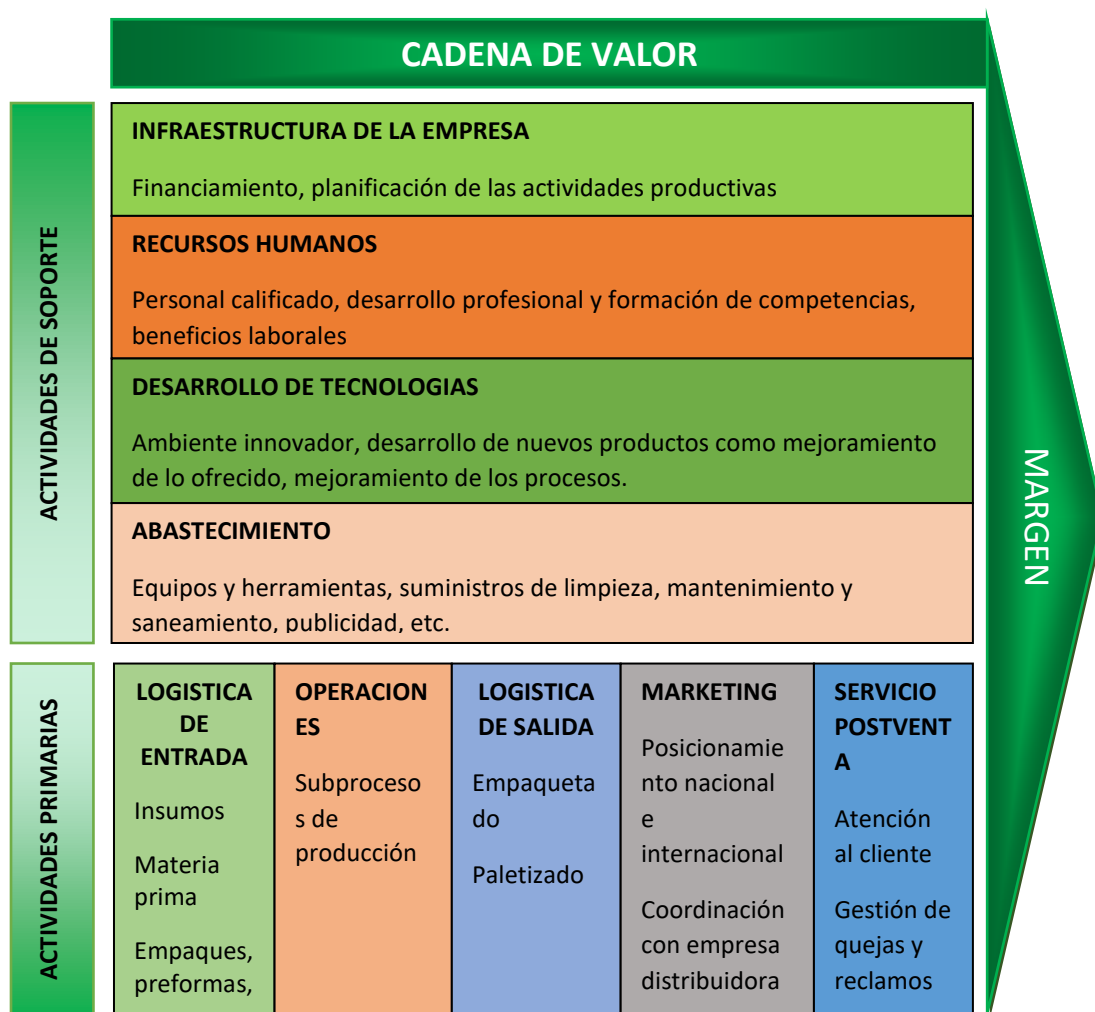 CADENA DE VALOR
ACTIVIDADES DE SOPORTE
INFRAESTRUCTURA DE LA EMPRESA
Financiamiento, planificación de las actividades productivas
RECURSOS HUMANOS
Personal calificado, desarrollo profesional y formación de competencias,
beneficios laborales
DESARROLLO DE TECNOLOGIAS
Ambiente innovador, desarrollo de nuevos productos como mejoramiento
de lo ofrecido, mejoramiento de los procesos.
ABASTECIMIENTO
Equipos y herramientas, suministros de limpieza, mantenimiento y
saneamiento, publicidad, etc.
MARGEN
ACTIVIDADES PRIMARIAS
LOGISTICA
DE
ENTRADA
Insumos
Materia
prima
Empaques,
preformas,
OPERACION
ES
Subproceso
s de
producción
LOGISTICA
DE SALIDA
Empaqueta
do
Paletizado
MARKETING
Posicionamie
nto nacional
e
internacional
Coordinación
con empresa
distribuidora
SERVICIO
POSTVENT
A
Atención
al cliente
Gestión de
quejas y
reclamos